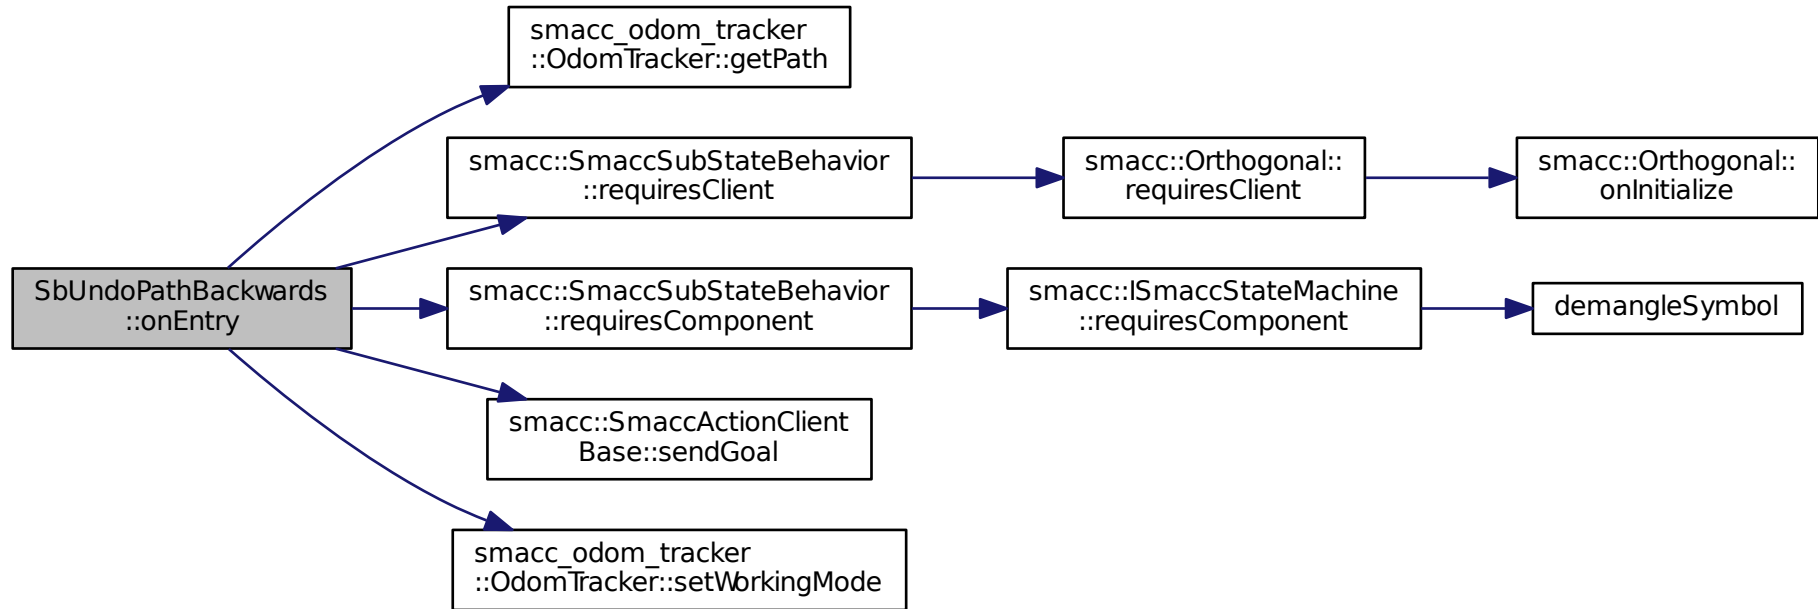 smacc_odom_tracker
::OdomTracker::getPath
smacc::SmaccSubStateBehavior
::requiresClient
smacc::Orthogonal::
requiresClient
smacc::Orthogonal::
onInitialize
SbUndoPathBackwards
::onEntry
smacc::SmaccSubStateBehavior
::requiresComponent
smacc::ISmaccStateMachine
::requiresComponent
demangleSymbol
smacc::SmaccActionClient
Base::sendGoal
smacc_odom_tracker
::OdomTracker::setWorkingMode